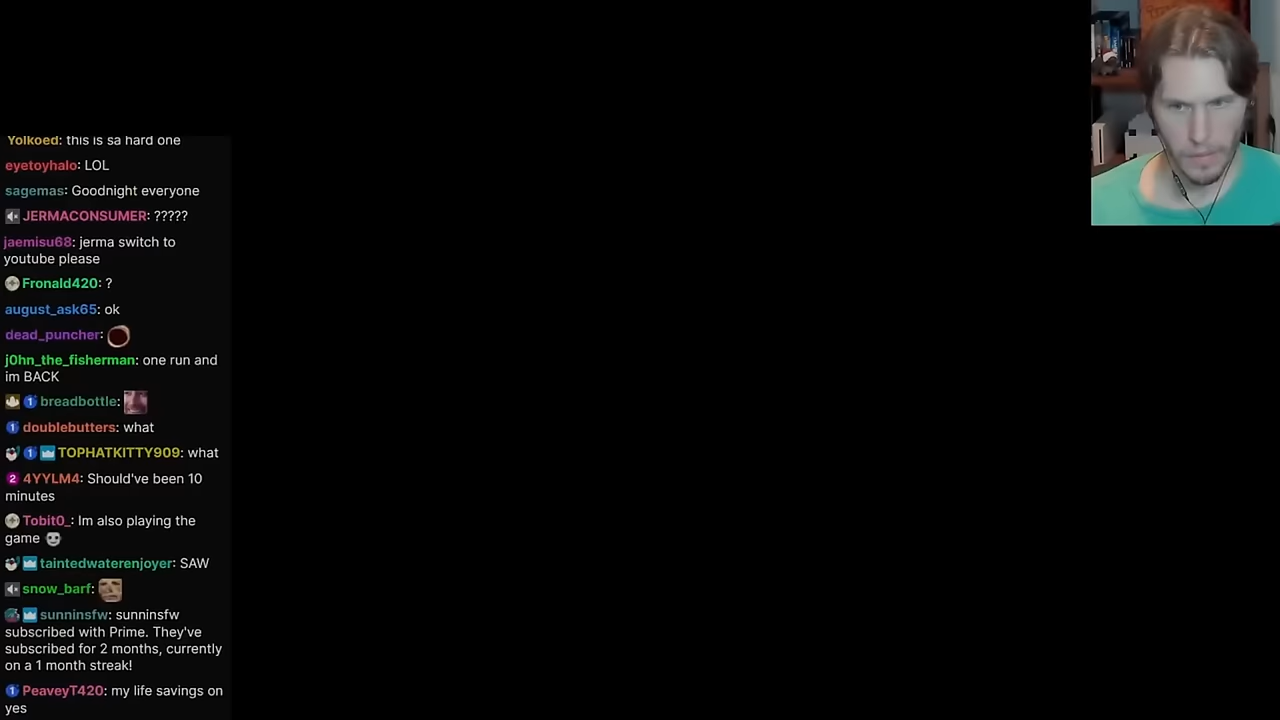 Yolkoed: this is sa hard one
eyetoyhalo: LOL
sagemas: Goodnight everyone
JERMACONSUMER: ?????
jaemisu68: jerma switch to
youtube please
Fronald420: ?
august_ask65: ok
dead_puncher:
j0hn_the_fisherman: one run and
im BACK
1 breadbottle:
1 doublebutters: what
1 TOPHATKITTY909: what
2 4YYLM4: Should've been 10
minutes
Tobit0_: Im also playing the
game
taintedwaterenjoyer: SAW
snow_barf:
sunninsfw: sunninsfw
subscribed with Prime. They've
subscribed for 2 months, currently
on a 1 month streak!
1 PeaveyT420: my life savings on
yes